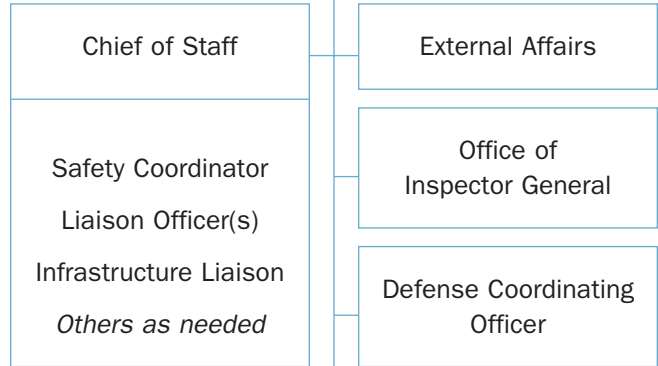 Chief of Staff
Safety Coordinator
Liaison Officer(s)
Infrastructure Liaison
Others as needed
External Affairs
Office of
Inspector General
Defense Coordinating
Officer